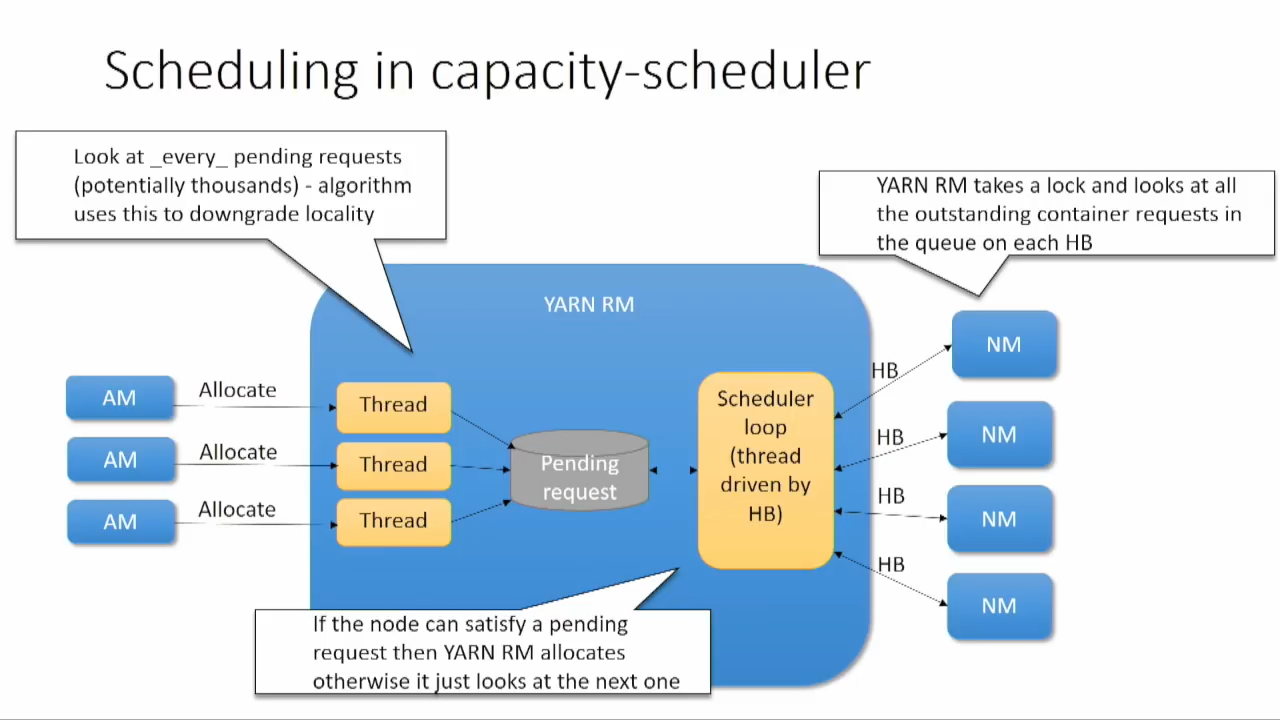 Scheduling in capacity-scheduler
Look at _every_ pending requests
(potentially thousands) - algorithm
uses this to downgrade locality
YARN RM takes a lock and looks at all
the outstanding container requests in
the queue on each HB
YARN RM
AM
Allocate
Thread
AM
Allocate
Thread
AM
Allocate
Thread
Pending
request
Scheduler
loop
(thread
driven by
HB)
HB
NM
HB
NM
HB
NM
HB
NM
If the node can satisfy a pending
request then YARN RM allocates
otherwise it just looks at the next one